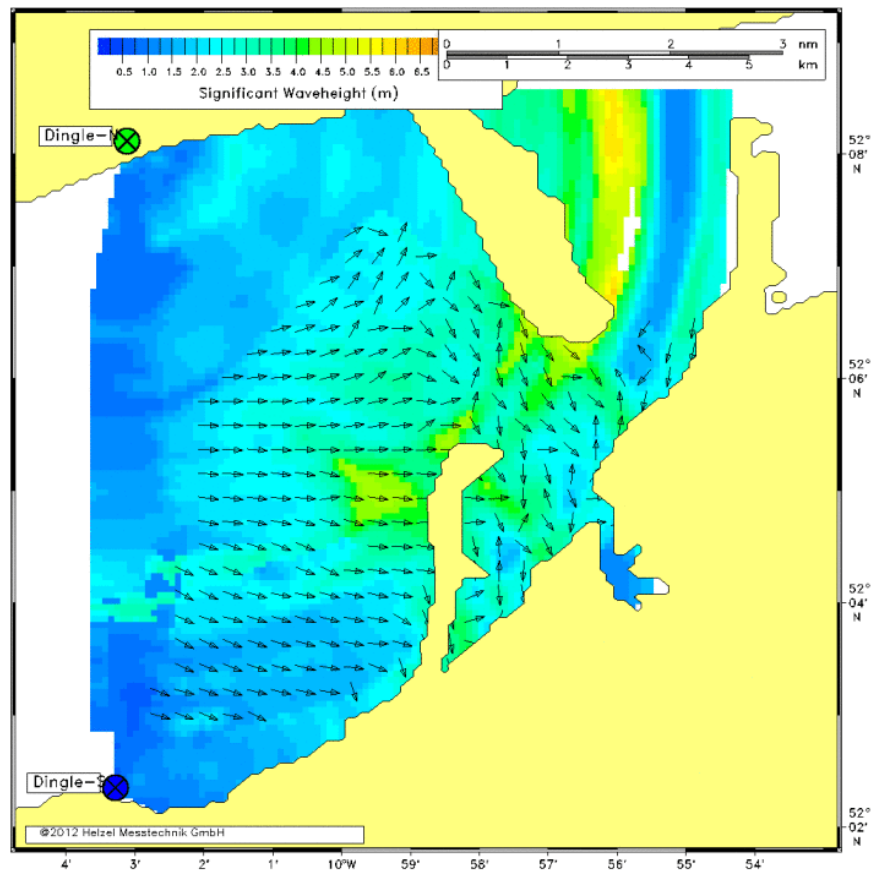 0 1 2 3 nm
0 1 2 3 4 5 km
0.5 1.0 1.5 2.0 2.5 3.0 3.5 4.0 4.5 5.0 5.5 6.0 6.5
Significant Waveheight (m)
Dingle-N
52°
08'
N
52°
06'
N
52°
04'
N
Dingle-S
52°
02'
N
©2012 Helzel Messtechnik GmbH
4' 3' 2' 10°W 59' 58' 57' 56' 55' 54'